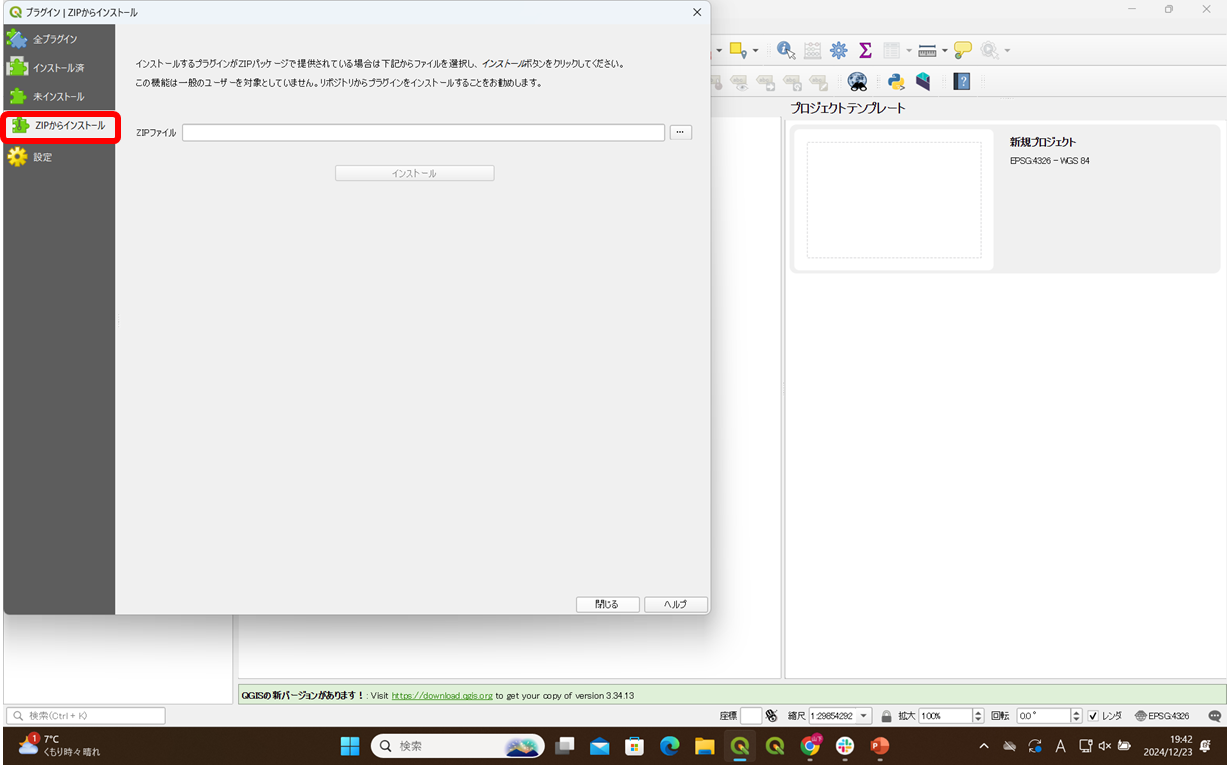 プラグイン | ZIPからインストール
全プラグイン
インストール済
未インストール
ZIPからインストール
設定
インストールするプラグインがZIPパッケージで提供されている場合は下記からファイルを選択し、インストールボタンをクリックしてください。
この機能は一般のユーザーを対象としていません。リポジトリからプラグインをインストールすることをお勧めします。
ZIPファイル
...
インストール
閉じる
ヘルプ
プロジェクトテンプレート
新規プロジェクト
EPSG:4326 - WGS 84
QGISの新バージョンがあります！: Visit https://download.qgis.org to get your copy of version 3.34.13
検索(Ctrl + K)
座標
縮尺 1:29854292
拡大 100%
回転 0.0 °
レンダ
EPSG:4326
1
7°C
くもり時々晴れ
検索
A
19:42
2024/12/23